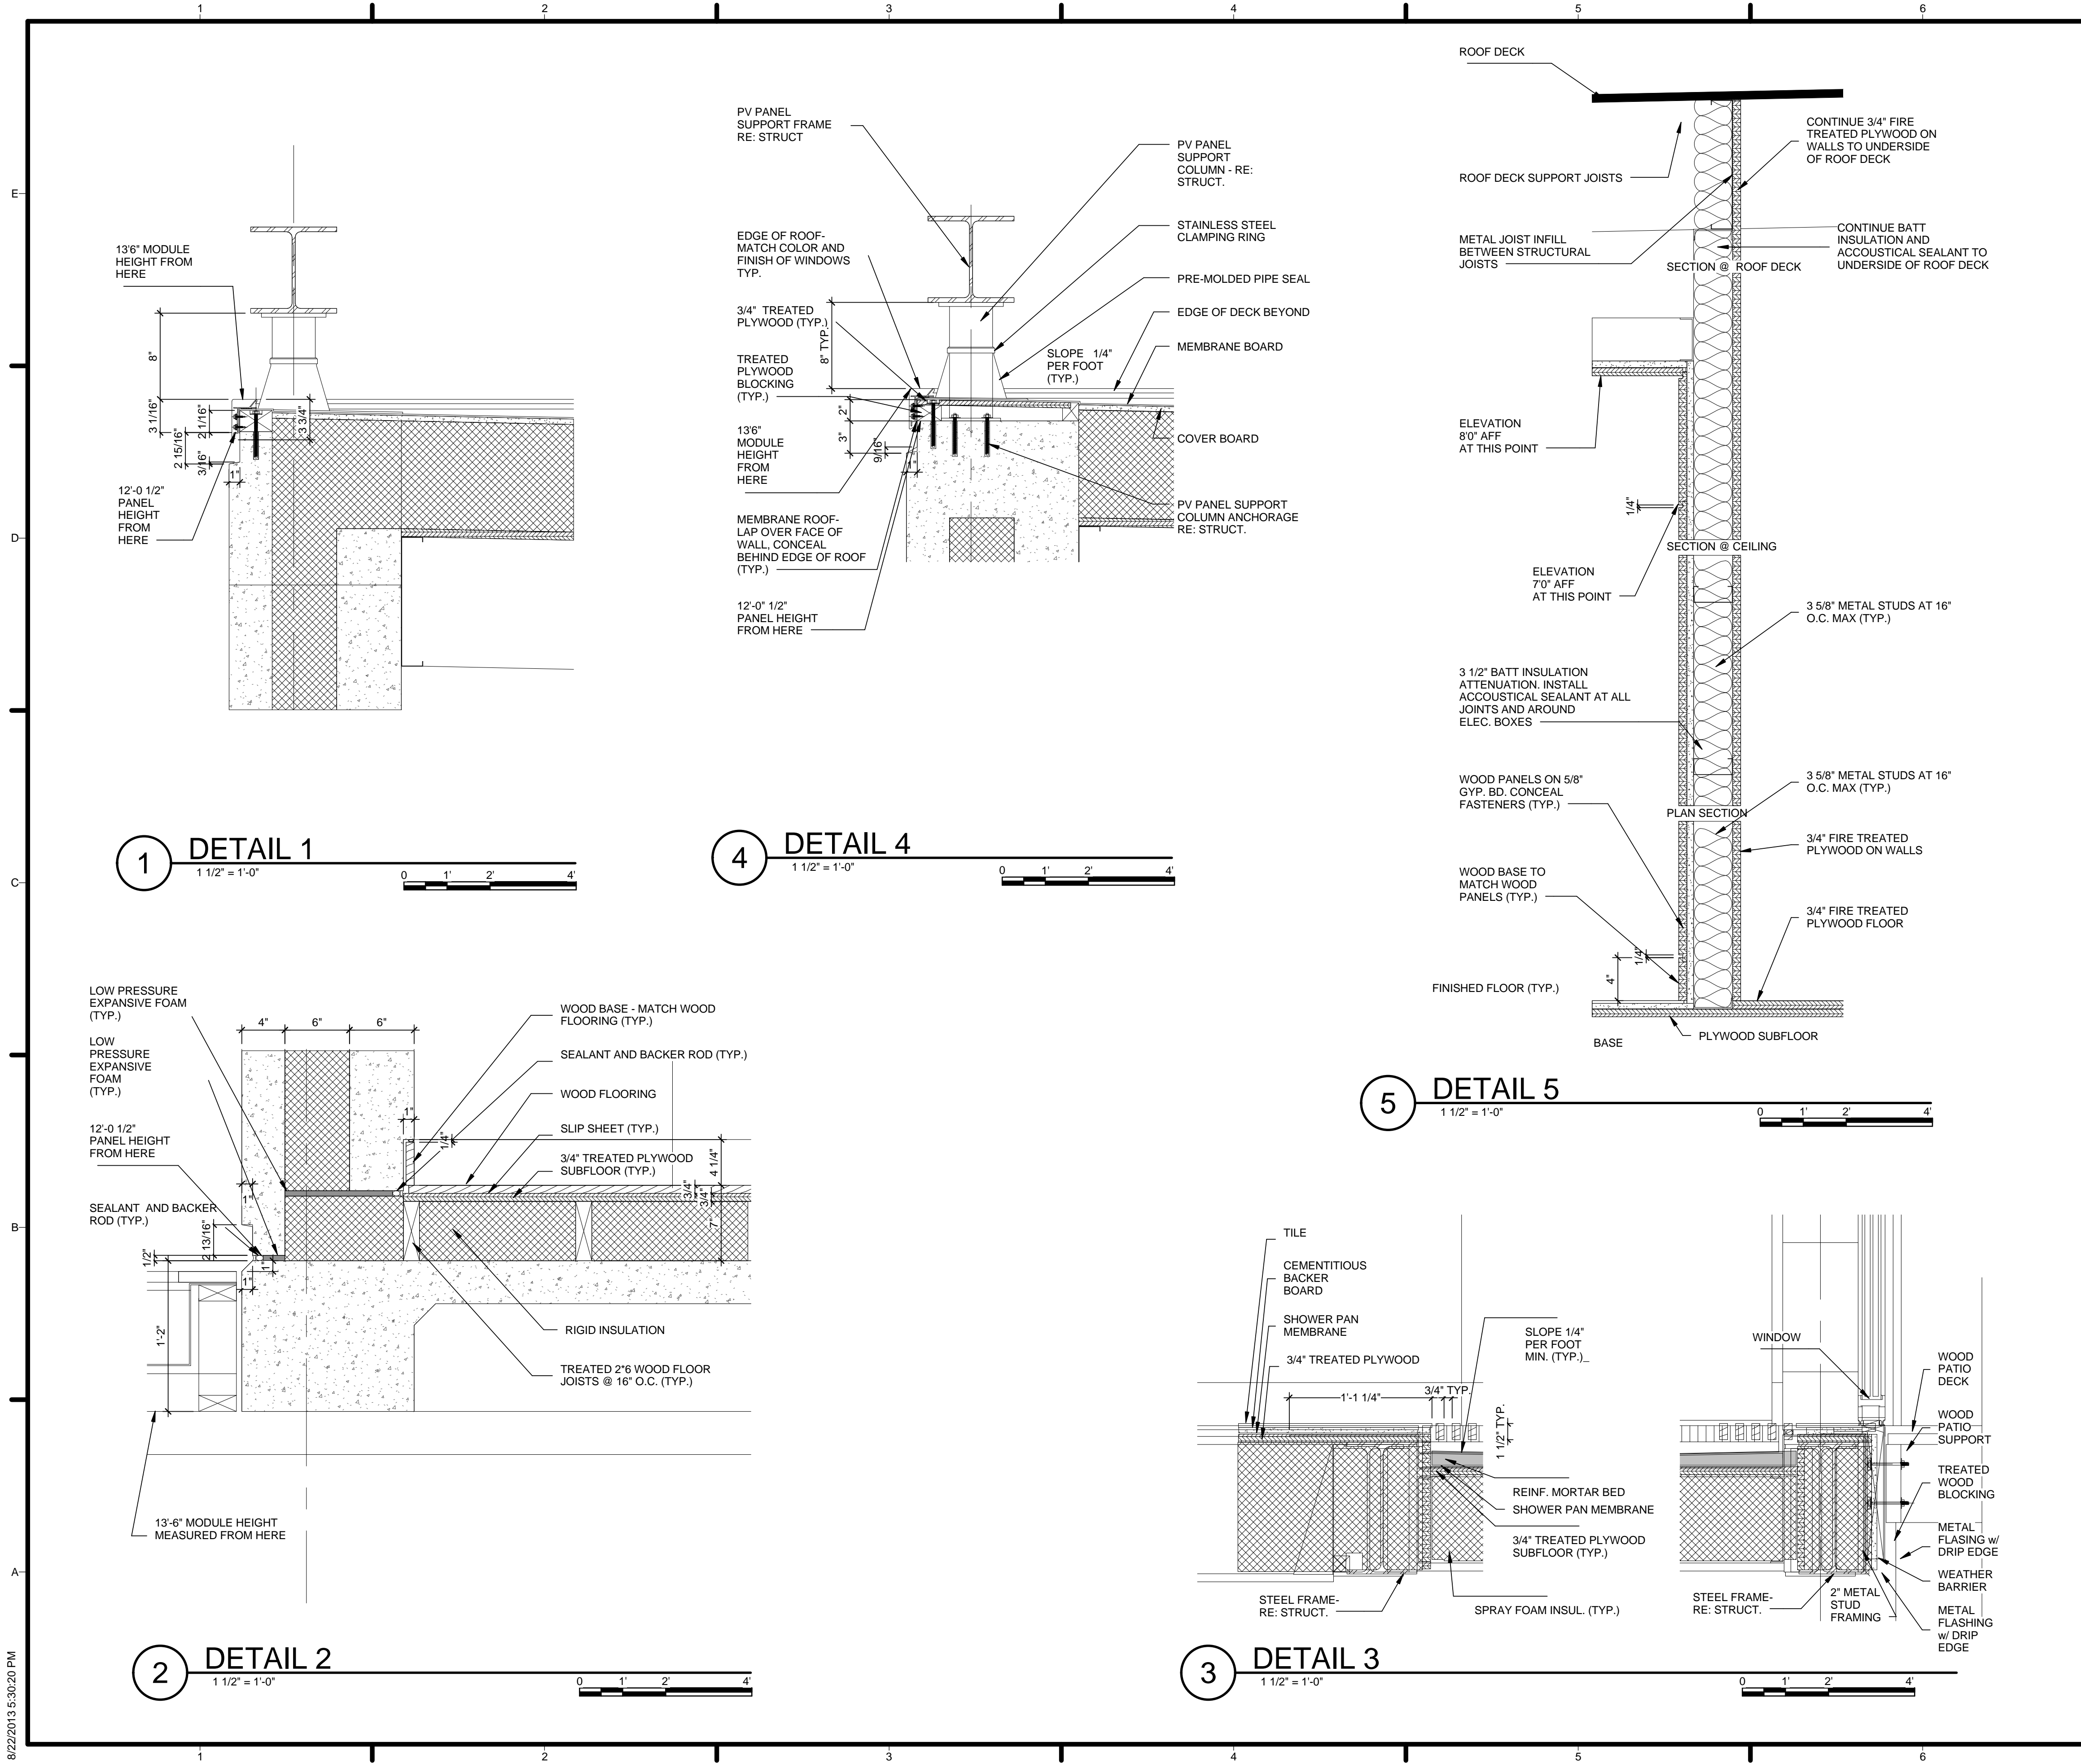 1
2
3
4
5
6
E
D
C
B
A
13'6" MODULE
HEIGHT FROM
HERE
8"
3 1/16"
2 1/16"
3 3/4"
2 15/16"
3/16"
1"
12'-0 1/2"
PANEL
HEIGHT
FROM
HERE
1
DETAIL 1
1 1/2" = 1'-0"
0 1' 2' 4'
PV PANEL
SUPPORT FRAME
RE: STRUCT
EDGE OF ROOF-
MATCH COLOR AND
FINISH OF WINDOWS
TYP.
3/4" TREATED
PLYWOOD (TYP.)
8" TYP.
TREATED
PLYWOOD
BLOCKING
(TYP.)
2"
3"
9/16"
1"
13'6"
MODULE
HEIGHT
FROM
HERE
MEMBRANE ROOF-
LAP OVER FACE OF
WALL, CONCEAL
BEHIND EDGE OF ROOF
(TYP.)
12'-0" 1/2"
PANEL HEIGHT
FROM HERE
PV PANEL
SUPPORT
COLUMN - RE:
STRUCT.
STAINLESS STEEL
CLAMPING RING
PRE-MOLDED PIPE SEAL
EDGE OF DECK BEYOND
MEMBRANE BOARD
SLOPE 1/4"
PER FOOT
(TYP.)
COVER BOARD
PV PANEL SUPPORT
COLUMN ANCHORAGE
RE: STRUCT.
4
DETAIL 4
1 1/2" = 1'-0"
0 1' 2' 4'
ROOF DECK
ROOF DECK SUPPORT JOISTS
METAL JOIST INFILL
BETWEEN STRUCTURAL
JOISTS
CONTINUE 3/4" FIRE
TREATED PLYWOOD ON
WALLS TO UNDERSIDE
OF ROOF DECK
CONTINUE BATT
INSULATION AND
ACCOUSTICAL SEALANT TO
UNDERSIDE OF ROOF DECK
SECTION @ ROOF DECK
ELEVATION
8'0" AFF
AT THIS POINT
1/4"
SECTION @ CEILING
ELEVATION
7'0" AFF
AT THIS POINT
3 5/8" METAL STUDS AT 16"
O.C. MAX (TYP.)
3 1/2" BATT INSULATION
ATTENUATION. INSTALL
ACCOUSTICAL SEALANT AT ALL
JOINTS AND AROUND
ELEC. BOXES
WOOD PANELS ON 5/8"
GYP. BD. CONCEAL
FASTENERS (TYP.)
3 5/8" METAL STUDS AT 16"
O.C. MAX (TYP.)
PLAN SECTION
3/4" FIRE TREATED
PLYWOOD ON WALLS
WOOD BASE TO
MATCH WOOD
PANELS (TYP.)
3/4" FIRE TREATED
PLYWOOD FLOOR
1/4"
4"
FINISHED FLOOR (TYP.)
PLYWOOD SUBFLOOR
BASE
5
DETAIL 5
1 1/2" = 1'-0"
0 1' 2' 4'
LOW PRESSURE
EXPANSIVE FOAM
(TYP.)
LOW
PRESSURE
EXPANSIVE
FOAM
(TYP.)
12'-0 1/2"
PANEL HEIGHT
FROM HERE
SEALANT AND BACKER
ROD (TYP.)
4" 6" 6"
1"
1/4"
4 1/4"
3/4"
3/4"
7"
1"
2 13/16"
1/2"
1"
1"
1'-2"
WOOD BASE - MATCH WOOD
FLOORING (TYP.)
SEALANT AND BACKER ROD (TYP.)
WOOD FLOORING
SLIP SHEET (TYP.)
3/4" TREATED PLYWOOD
SUBFLOOR (TYP.)
RIGID INSULATION
TREATED 2"6 WOOD FLOOR
JOISTS @ 16" O.C. (TYP.)
13'-6" MODULE HEIGHT
MEASURED FROM HERE
2
DETAIL 2
1 1/2" = 1'-0"
0 1' 2' 4'
TILE
CEMENTITIOUS
BACKER
BOARD
SHOWER PAN
MEMBRANE
3/4" TREATED PLYWOOD
1'-1 1/4"
3/4" TYP.
1 1/2" TYP.
SLOPE 1/4"
PER FOOT
MIN. (TYP.)_
REINF. MORTAR BED
SHOWER PAN MEMBRANE
3/4" TREATED PLYWOOD
SUBFLOOR (TYP.)
SPRAY FOAM INSUL. (TYP.)
STEEL FRAME-
RE: STRUCT.
WINDOW
WOOD
PATIO
DECK
WOOD
PATIO
SUPPORT
TREATED
WOOD
BLOCKING
METAL
FLASING w/
DRIP EDGE
WEATHER
BARRIER
METAL
FLASHING
w/ DRIP
EDGE
STEEL FRAME-
RE: STRUCT.
2" METAL
STUD
FRAMING
3
DETAIL 3
1 1/2" = 1'-0"
0 1' 2' 4'
8/22/2013 5:30:20 PM
1
2
3
4
5
6